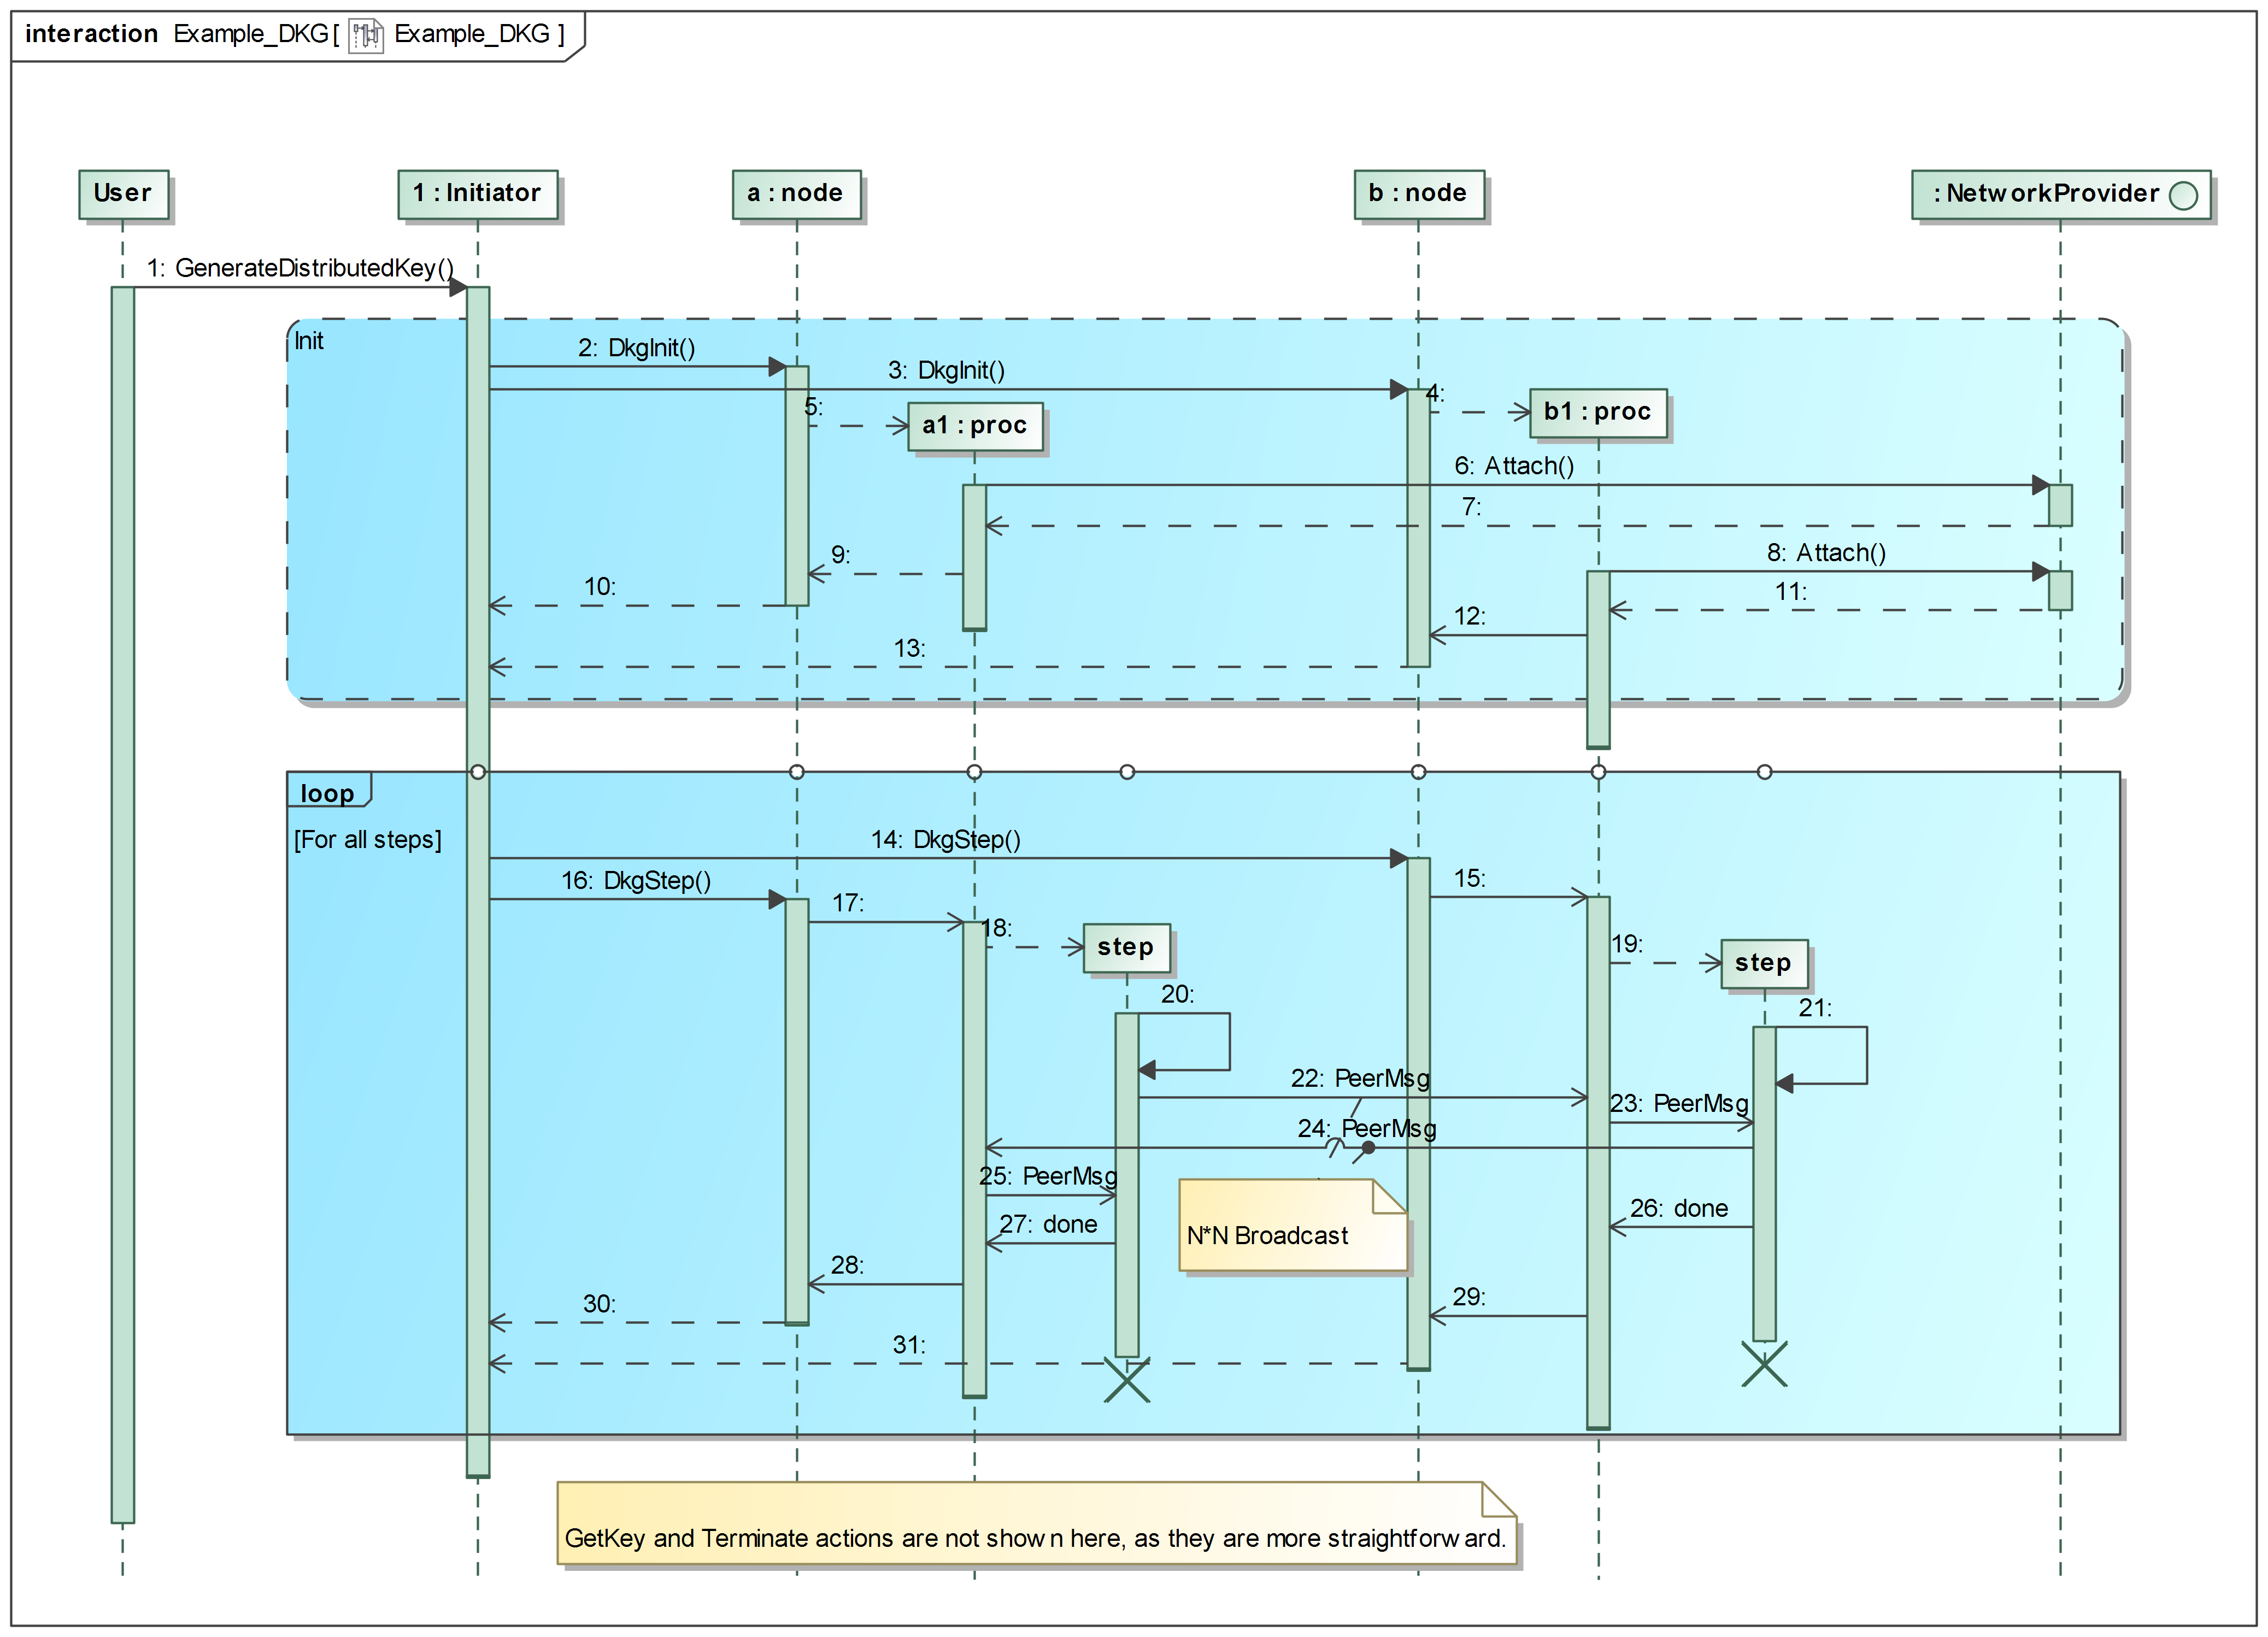 interaction Example_DKG[ Example_DKG ]
User
1 : Initiator
a : node
b : node
: NetworkProvider
1: GenerateDistributedKey()
Init
2: DkgInit()
3: DkgInit()
4:
5:
a1 : proc
b1 : proc
6: Attach()
7:
8: Attach()
9:
10:
11:
12:
13:
loop
[For all steps]
14: DkgStep()
16: DkgStep()
15:
17:
18:
step
19:
step
20:
21:
22: PeerMsg
23: PeerMsg
24: PeerMsg
25: PeerMsg
26: done
27: done
N*N Broadcast
28:
29:
30:
31:
GetKey and Terminate actions are not shown here, as they are more straightforward.